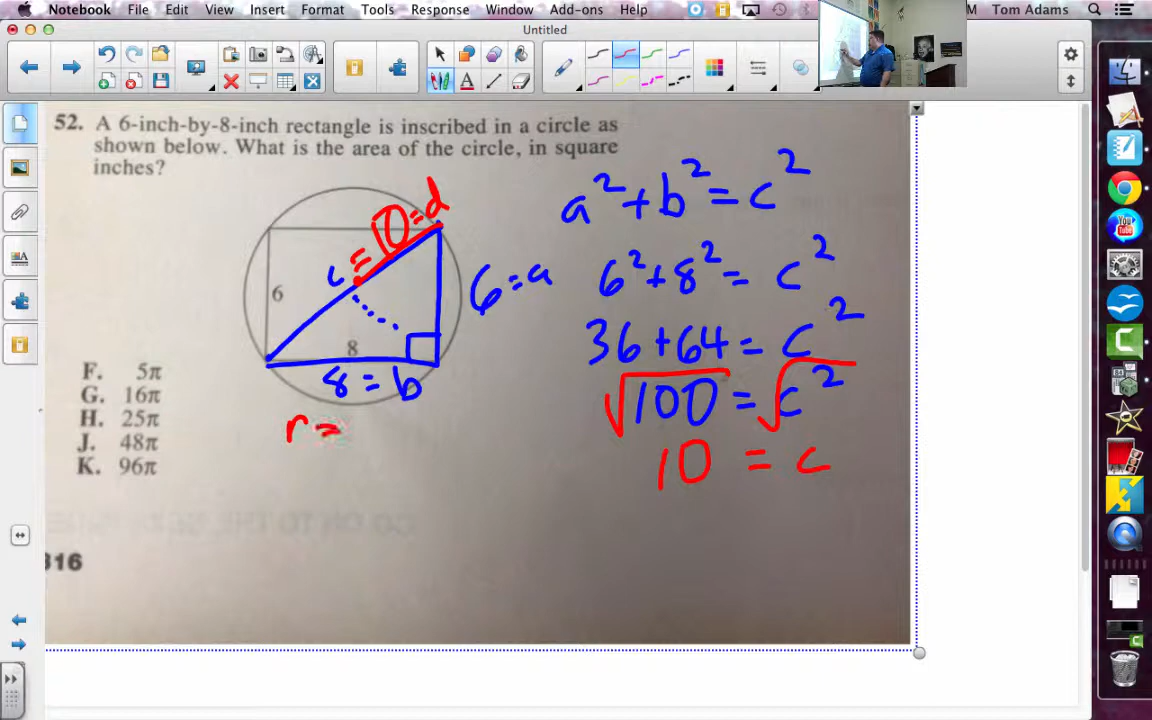 Notebook File Edit View Insert Format Tools Response Window Add-ons Help M Tom Adams
Untitled
52. A 6-inch-by-8-inch rectangle is inscribed in a circle as
shown below. What is the area of the circle, in square
inches?
c = 10 = d
6
6 = a
8
8 = b
F. 5π
G. 16π
H. 25π
J. 48π
K. 96π
r =
316
a² + b² = c²
6² + 8² = c²
36 + 64 = c²
√100 = √c²
10 = c